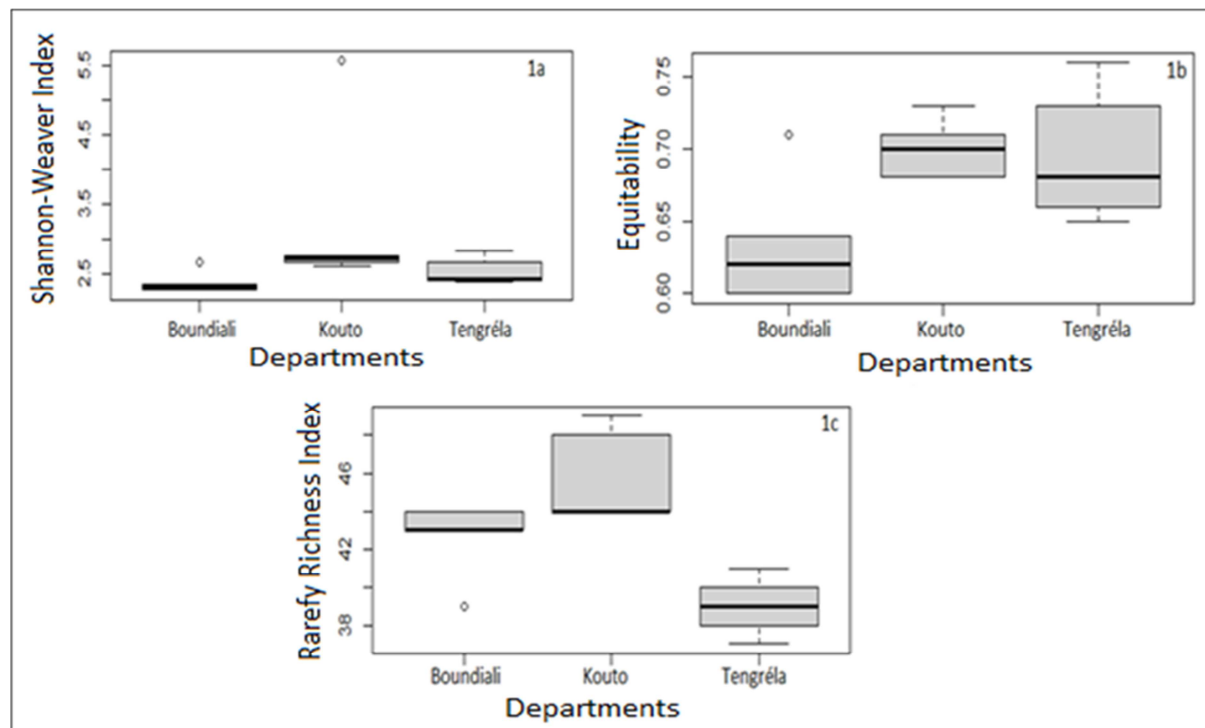 Shannon-Weaver Index
5.5
4.5
3.5
2.5
1a
Boundiali Kouto Tengréla
Departments
Equitability
0.75
0.70
0.65
0.60
1b
Boundiali Kouto Tengréla
Departments
Rarefy Richness Index
46
42
38
1c
Boundiali Kouto Tengréla
Departments